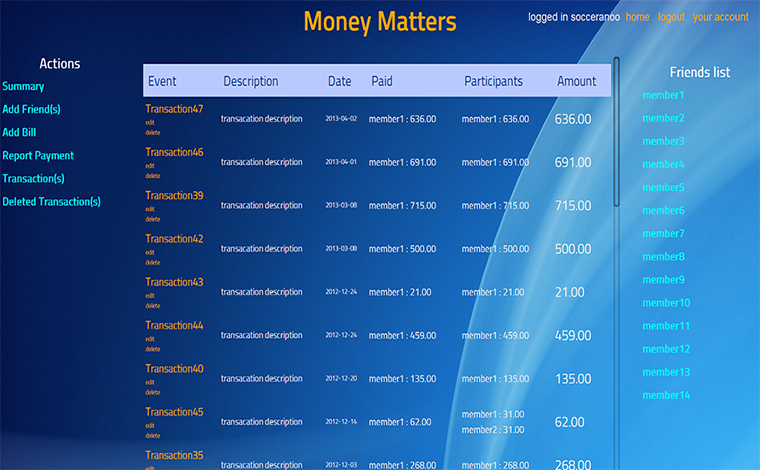 Money Matters
logged in socceranoo home logout your account
Actions
Summary
Add Friend(s)
Add Bill
Report Payment
Transaction(s)
Deleted Transaction(s)
Event Description Date Paid Participants Amount
Transaction47
edit
delete
transacation description 2013-04-02 member1 : 636.00 member1 : 636.00 636.00
Transaction46
edit
delete
transacation description 2013-04-01 member1 : 691.00 member1 : 691.00 691.00
Transaction39
edit
delete
transacation description 2013-03-08 member1 : 715.00 member1 : 715.00 715.00
Transaction42
edit
delete
transacation description 2013-03-08 member1 : 500.00 member1 : 500.00 500.00
Transaction43
edit
delete
transacation description 2012-12-24 member1 : 21.00 member1 : 21.00 21.00
Transaction44
edit
delete
transacation description 2012-12-24 member1 : 459.00 member1 : 459.00 459.00
Transaction40
edit
delete
transacation description 2012-12-20 member1 : 135.00 member1 : 135.00 135.00
Transaction45
edit
delete
transacation description 2012-12-14 member1 : 62.00 member1 : 31.00
member2 : 31.00
62.00
Transaction35
edit
transacation description 2012-12-03 member1 : 268.00 member1 : 268.00 268.00
Friends list
member1
member2
member3
member4
member5
member6
member7
member8
member9
member10
member11
member12
member13
member14